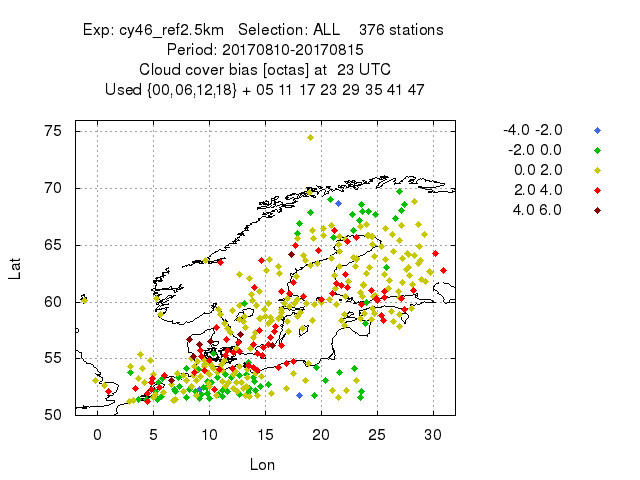 Exp: cy46_ref2.5km Selection: ALL 376 stations
Period: 20170810-20170815
Cloud cover bias [octas] at 23 UTC
Used {00,06,12,18} + 05 11 17 23 29 35 41 47
75
70
65
60
55
50
Lat
0 5 10 15 20 25 30
Lon
-4.0 -2.0
-2.0 0.0
0.0 2.0
2.0 4.0
4.0 6.0